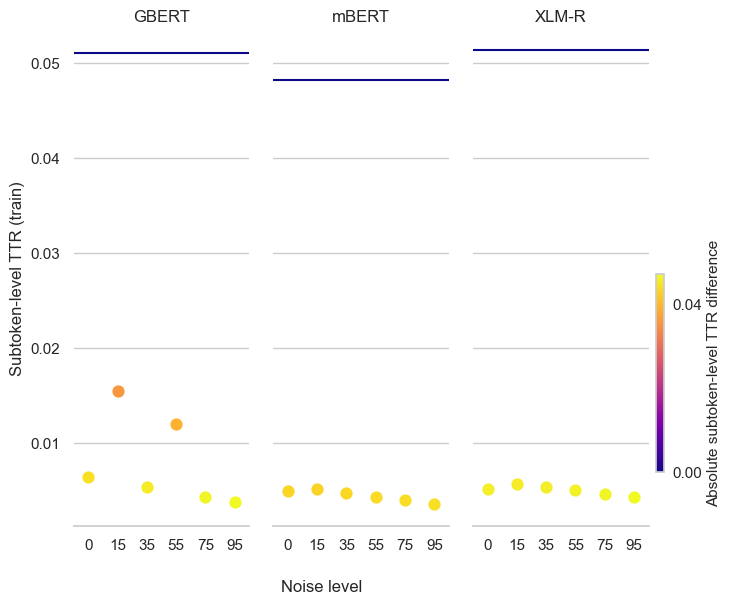 GBERT mBERT XLM-R
0.05
0.04
0.03
0.02
0.01
Subtoken-level TTR (train)
0 15 35 55 75 95 0 15 35 55 75 95 0 15 35 55 75 95
Noise level
0.04
0.00
Absolute subtoken-level TTR difference